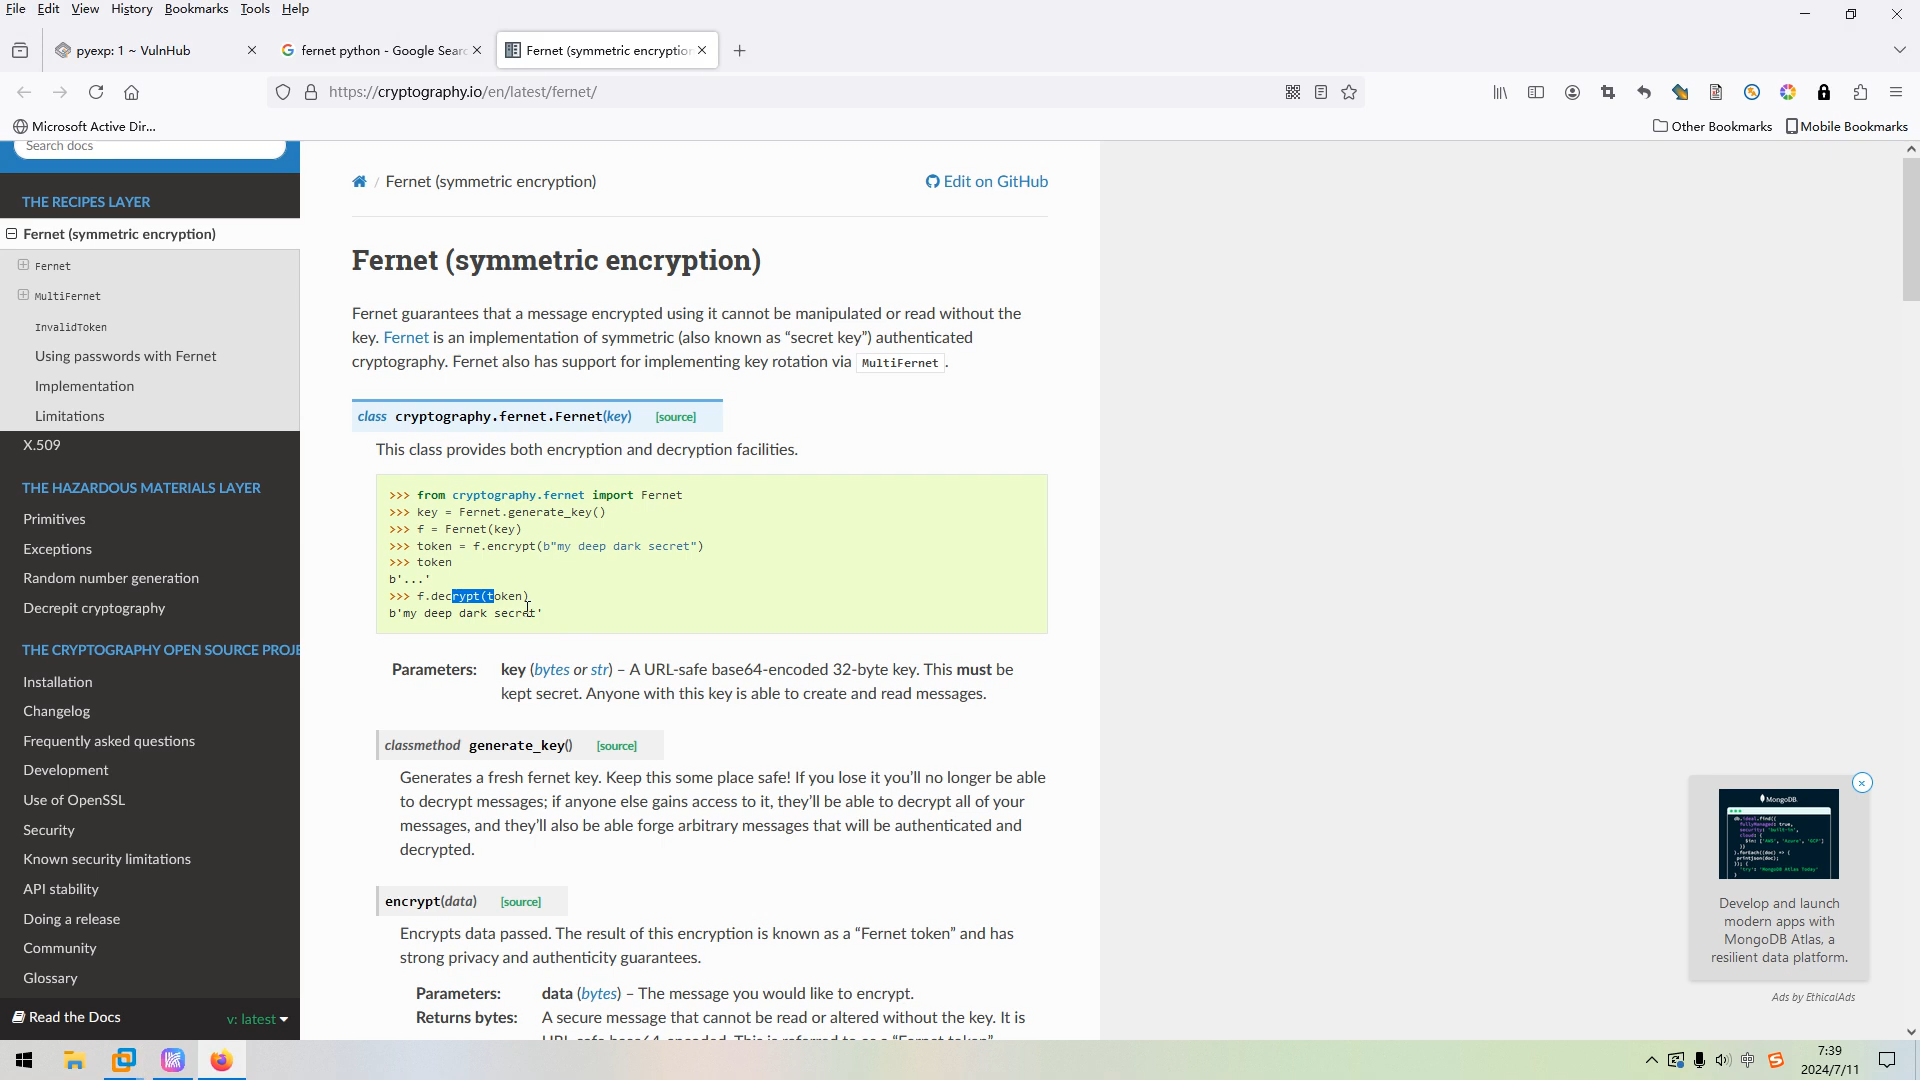 File Edit View History Bookmarks Tools Help
pyexp: 1 ~ VulnHub
fernet python - Google Sear
Fernet (symmetric encryption
https://cryptography.io/en/latest/fernet/
Microsoft Active Dir...
Other Bookmarks
Mobile Bookmarks
Search docs
THE RECIPES LAYER
Fernet (symmetric encryption)
Fernet
MultiFernet
InvalidToken
Using passwords with Fernet
Implementation
Limitations
X.509
THE HAZARDOUS MATERIALS LAYER
Primitives
Exceptions
Random number generation
Decrepit cryptography
THE CRYPTOGRAPHY OPEN SOURCE PROJE
Installation
Changelog
Frequently asked questions
Development
Use of OpenSSL
Security
Known security limitations
API stability
Doing a release
Community
Glossary
Read the Docs
v: latest
/ Fernet (symmetric encryption)
Edit on GitHub
Fernet (symmetric encryption)
Fernet guarantees that a message encrypted using it cannot be manipulated or read without the
key. Fernet is an implementation of symmetric (also known as “secret key”) authenticated
cryptography. Fernet also has support for implementing key rotation via MultiFernet.
class cryptography.fernet.Fernet(key) [source]
This class provides both encryption and decryption facilities.
>>> from cryptography.fernet import Fernet
>>> key = Fernet.generate_key()
>>> f = Fernet(key)
>>> token = f.encrypt(b"my deep dark secret")
>>> token
b'...'
>>> f.decrypt(token)
b'my deep dark secret'
Parameters: key (bytes or str) – A URL-safe base64-encoded 32-byte key. This must be
kept secret. Anyone with this key is able to create and read messages.
classmethod generate_key() [source]
Generates a fresh fernet key. Keep this some place safe! If you lose it you’ll no longer be able
to decrypt messages; if anyone else gains access to it, they’ll be able to decrypt all of your
messages, and they’ll also be able forge arbitrary messages that will be authenticated and
decrypted.
encrypt(data) [source]
Encrypts data passed. The result of this encryption is known as a “Fernet token” and has
strong privacy and authenticity guarantees.
Parameters: data (bytes) – The message you would like to encrypt.
Returns bytes: A secure message that cannot be read or altered without the key. It is
URL-safe base64-encoded. This is referred to as a “Fernet token”.
MongoDB.
Develop and launch
modern apps with
MongoDB Atlas, a
resilient data platform.
Ads by EthicalAds
中
7:39
2024/7/11